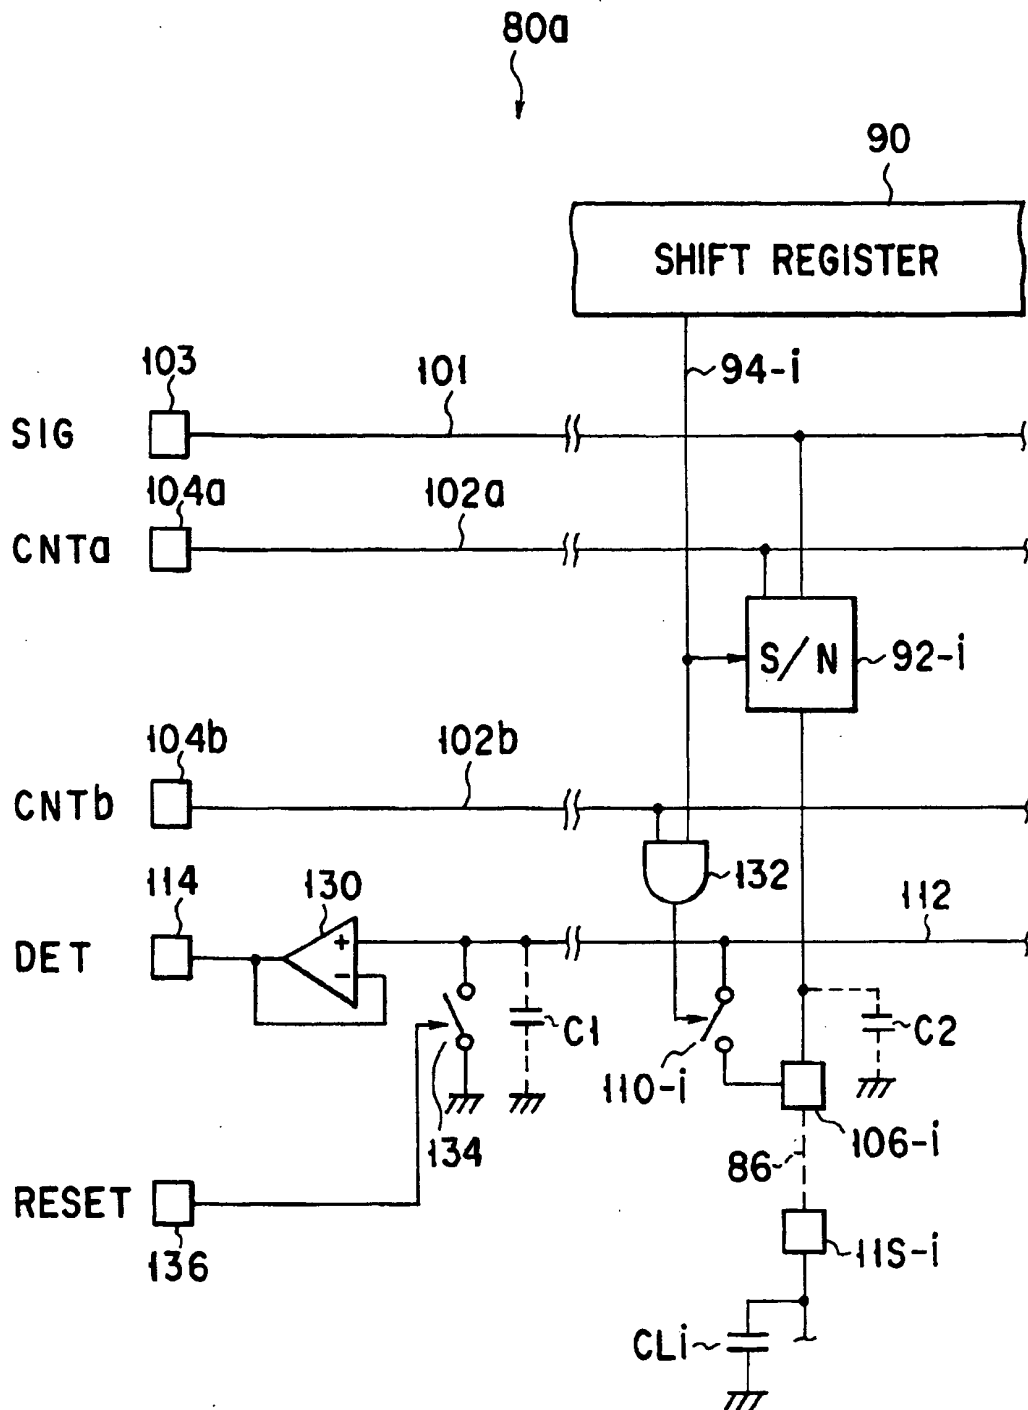 80a
90
SHIFT REGISTER
94-i
103
101
SIG
104a
102a
CNTa
S/N
92-i
104b
102b
CNTb
132
114
130
112
DET
+
-
C1
C2
110-i
106-i
134
86
RESET
136
11S-i
CLi